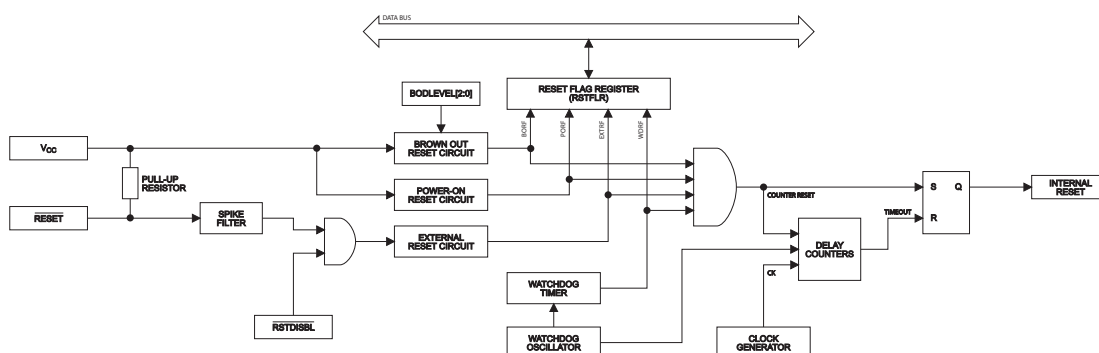 DATA BUS
BODLEVEL[2:0]
RESET FLAG REGISTER
(RSTFLR)
BORF
PORF
EXTRF
WDRF
VCC
BROWN OUT
RESET CIRCUIT
PULL-UP
RESISTOR
POWER-ON
RESET CIRCUIT
COUNTER RESET
S
Q
R
INTERNAL
RESET
RESET
SPIKE
FILTER
EXTERNAL
RESET CIRCUIT
TIMEOUT
DELAY
COUNTERS
CK
WATCHDOG
TIMER
RSTDISBL
WATCHDOG
OSCILLATOR
CLOCK
GENERATOR